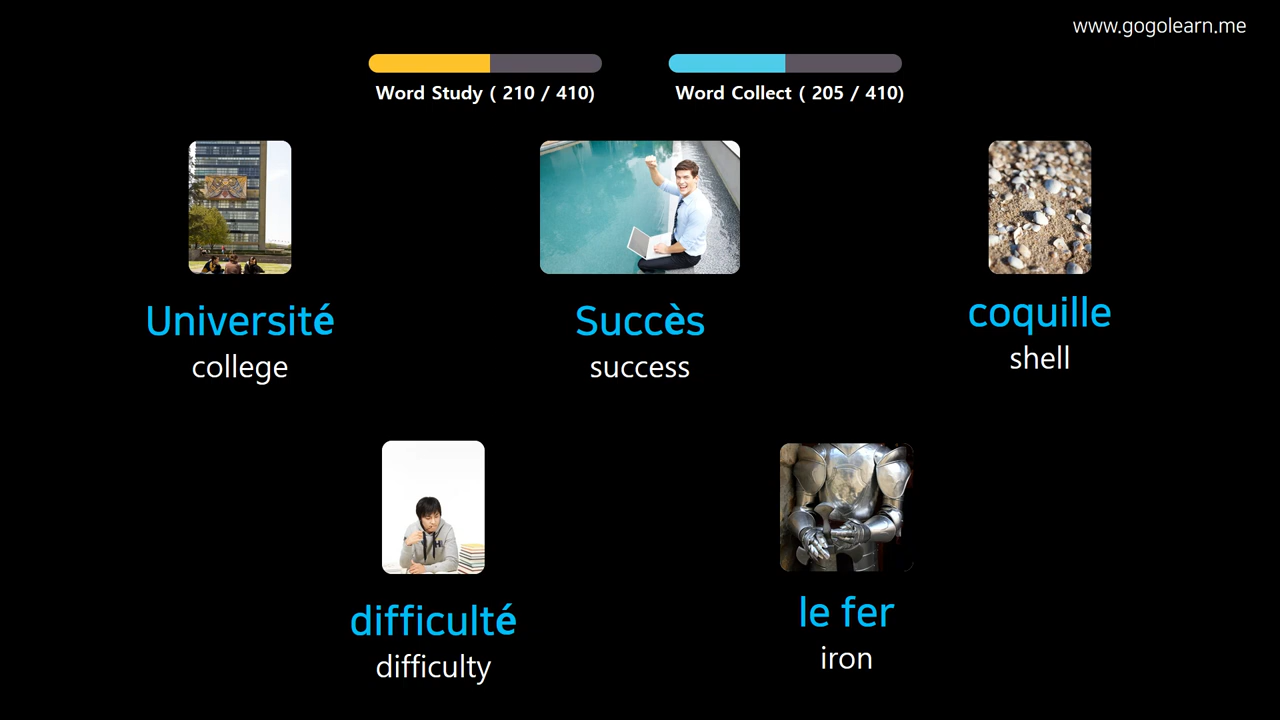 www.gogolearn.me
Word Study ( 210 / 410)
Word Collect ( 205 / 410)
Université
college
Succès
success
coquille
shell
difficulté
difficulty
le fer
iron